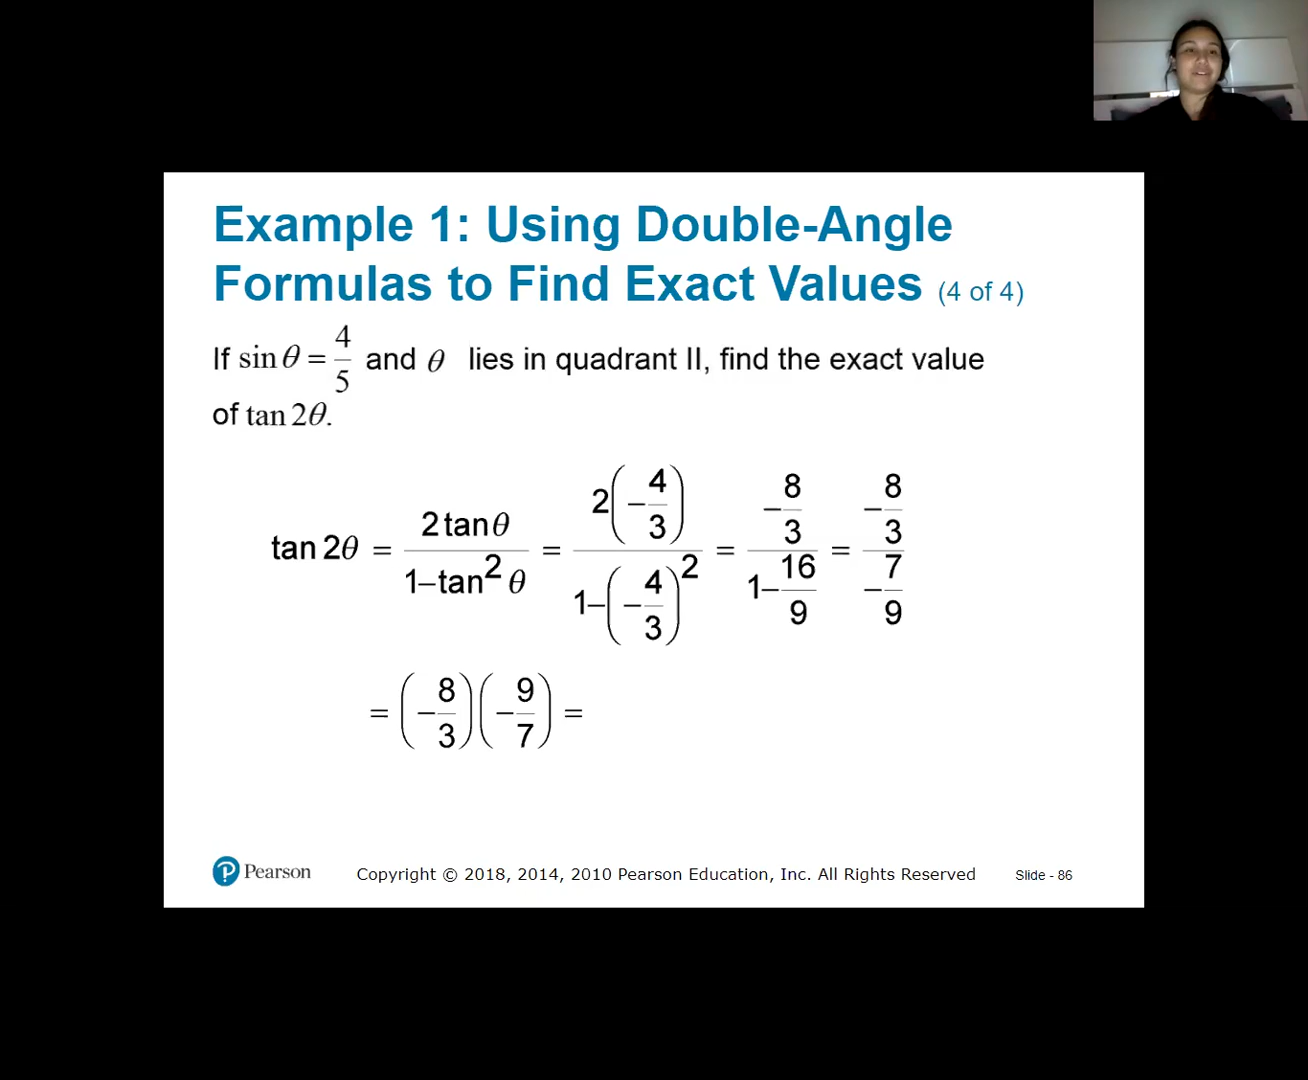 Example 1: Using Double-Angle
Formulas to Find Exact Values (4 of 4)
If sin θ = 4/5 and θ lies in quadrant II, find the exact value
of tan 2θ.
tan 2θ = (2 tan θ)/(1–tan² θ) = (2(–4/3))/(1–(–4/3)²) = (–8/3)/(1–16/9) = (–8/3)/(–7/9)
= (–8/3)(–9/7) =
Pearson Copyright © 2018, 2014, 2010 Pearson Education, Inc. All Rights Reserved Slide - 86